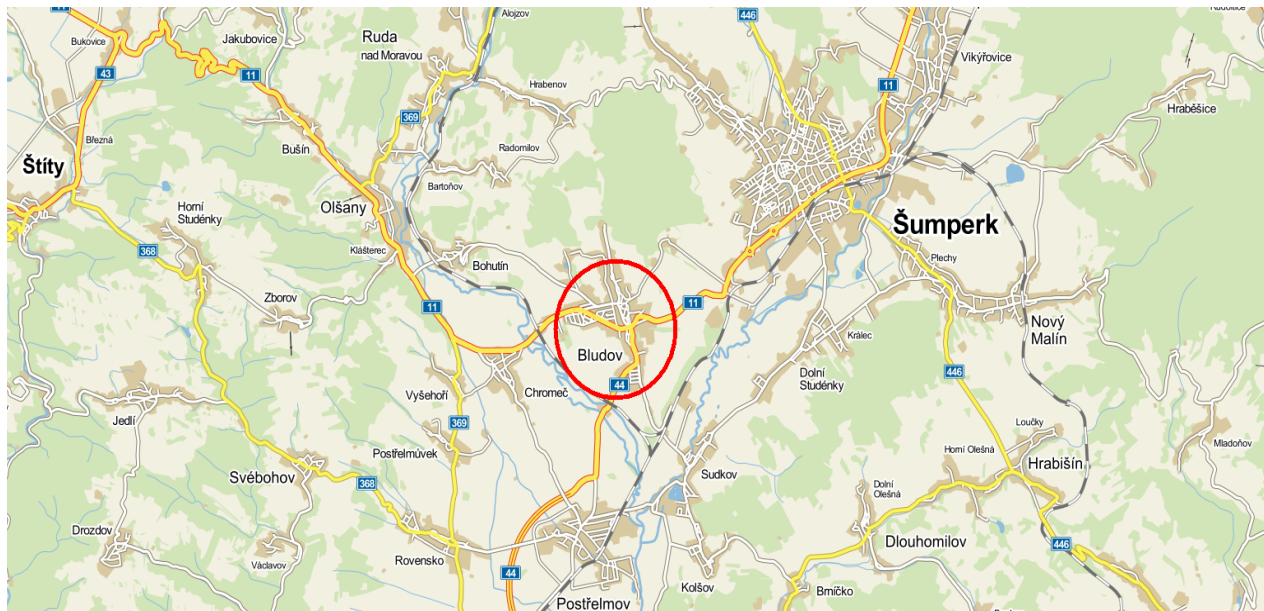 Bukovice
Jakubovice
Alojzov
446
Ruda
nad Moravou
Vikýřovice
43
11
11
Hrabenov
Hraběšice
369
Březná
Bušín
Radomilov
Štíty
Bartoňov
Olšany
Horní
Studénky
Šumperk
368
Klášterec
Bohutín
Plechy
Zborov
11
11
Nový
Malín
Králec
Bludov
Dolní
Studénky
44
446
Vyšehoří
Chromeč
Jedlí
369
Loučky
Mladoňov
Postřelmůvek
Horní Olešná
Hrabišín
Svébohov
368
Sudkov
Dolní
Olešná
Drozdov
Dlouhomilov
446
Rovensko
Václavov
44
Kolšov
Brníčko
Postřelmov